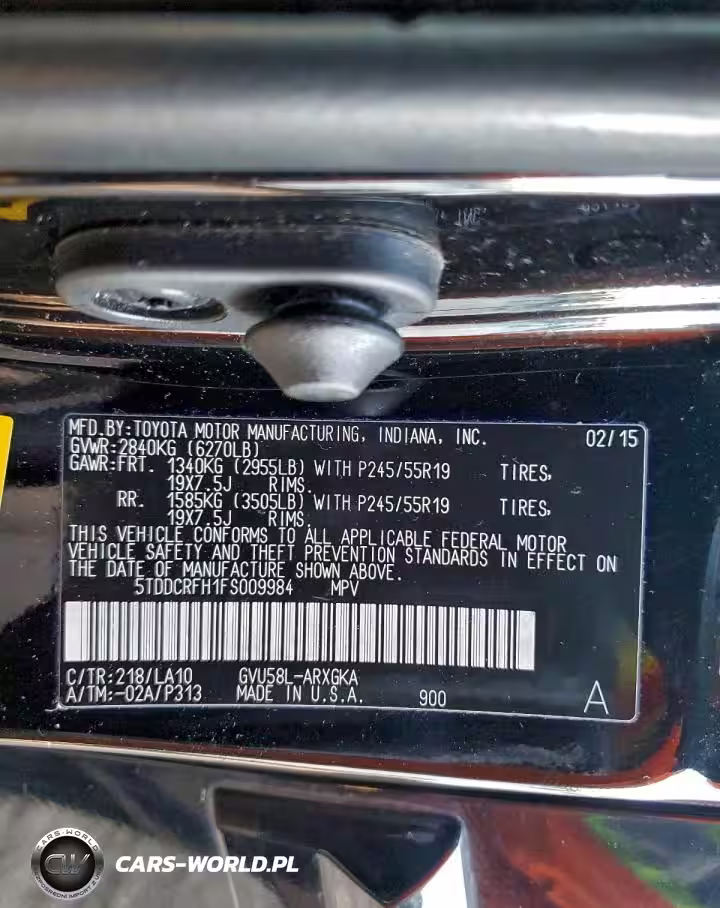 MFD.BY:TOYOTA MOTOR MANUFACTURING, INDIANA, INC. 02/15
GVWR:2840KG (6270LB)
GAWR:FRT. 1340KG (2955LB) WITH P245/55R19 TIRES,
19X7.5J RIMS.
RR. 1585KG (3505LB) WITH P245/55R19 TIRES,
19X7.5J RIMS.
THIS VEHICLE CONFORMS TO ALL APPLICABLE FEDERAL MOTOR
VEHICLE SAFETY AND THEFT PREVENTION STANDARDS IN EFFECT ON
THE DATE OF MANUFACTURE SHOWN ABOVE.
5TDDCRFH1FS009984 MPV
C/TR:218/LA10 GVU58L-ARXGKA
A/TM:-02A/P313 MADE IN U.S.A. 900 A
CARS-WORLD
CW
CARS-WORLD.PL